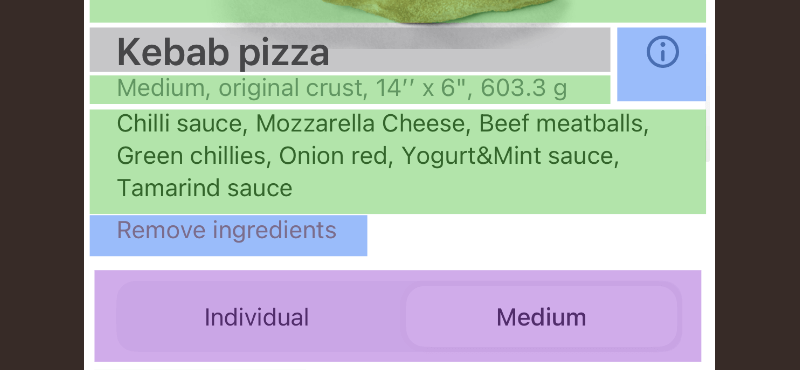 Kebab pizza
Medium, original crust, 14′′ x 6", 603.3 g
Chilli sauce, Mozzarella Cheese, Beef meatballs,
Green chillies, Onion red, Yogurt&Mint sauce,
Tamarind sauce
Remove ingredients
Individual
Medium